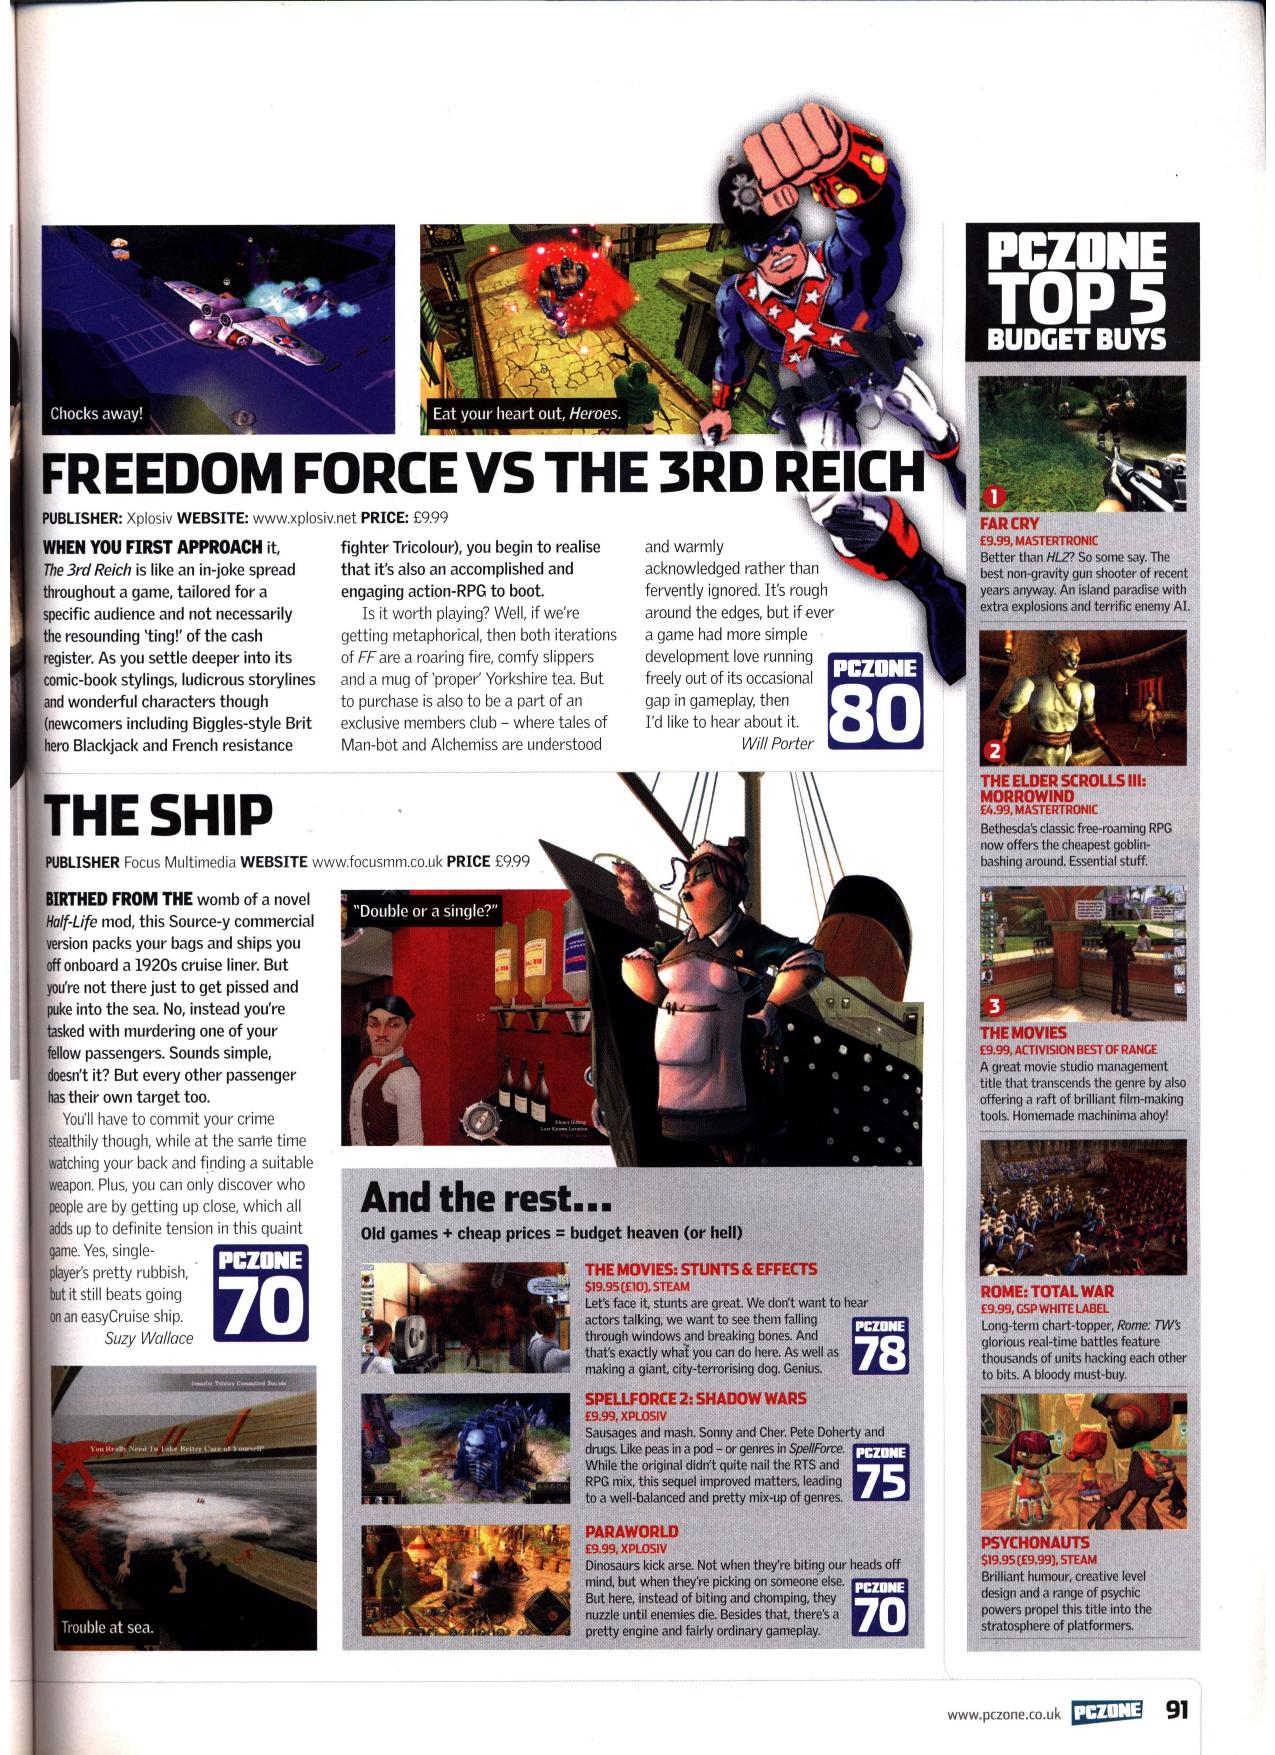 Chocks away!
Eat your heart out, Heroes.
FREEDOM FORCE VS THE 3RD REICH
PUBLISHER: Xplosiv WEBSITE: www.xplosiv.net PRICE: £9.99
WHEN YOU FIRST APPROACH it,
The 3rd Reich is like an in-joke spread
throughout a game, tailored for a
specific audience and not necessarily
the resounding 'ting!' of the cash
register. As you settle deeper into its
comic-book stylings, ludicrous storylines
and wonderful characters though
(newcomers including Biggles-style Brit
hero Blackjack and French resistance
fighter Tricolour), you begin to realise
that it's also an accomplished and
engaging action-RPG to boot.
Is it worth playing? Well, if we're
getting metaphorical, then both iterations
of FF are a roaring fire, comfy slippers
and a mug of 'proper' Yorkshire tea. But
to purchase is also to be a part of an
exclusive members club – where tales of
Man-bot and Alchemiss are understood
and warmly
acknowledged rather than
fervently ignored. It's rough
around the edges, but if ever
a game had more simple
development love running
freely out of its occasional
gap in gameplay, then
I'd like to hear about it.
Will Porter
PCZONE
80
THE SHIP
PUBLISHER Focus Multimedia WEBSITE www.focusmm.co.uk PRICE £9.99
BIRTHED FROM THE womb of a novel
Half-Life mod, this Source-y commercial
version packs your bags and ships you
off onboard a 1920s cruise liner. But
you're not there just to get pissed and
puke into the sea. No, instead you're
tasked with murdering one of your
fellow passengers. Sounds simple,
doesn't it? But every other passenger
has their own target too.
You'll have to commit your crime
stealthily though, while at the same time
watching your back and finding a suitable
weapon. Plus, you can only discover who
people are by getting up close, which all
adds up to definite tension in this quaint
game. Yes, single-
player's pretty rubbish,
but it still beats going
on an easyCruise ship.
Suzy Wallace
PCZONE
70
"Double or a single?"
Jennifer Tolstoy Committed Suicide
You Really Need To Take Better Care of Yourself!
Trouble at sea.
And the rest...
Old games + cheap prices = budget heaven (or hell)
THE MOVIES: STUNTS & EFFECTS
$19.95 (£10), STEAM
Let's face it, stunts are great. We don't want to hear
actors talking, we want to see them falling
through windows and breaking bones. And
that's exactly what you can do here. As well as
making a giant, city-terrorising dog. Genius.
PCZONE
78
SPELLFORCE 2: SHADOW WARS
£9.99, XPLOSIV
Sausages and mash. Sonny and Cher. Pete Doherty and
drugs. Like peas in a pod – or genres in SpellForce.
While the original didn't quite nail the RTS and
RPG mix, this sequel improved matters, leading
to a well-balanced and pretty mix-up of genres.
PCZONE
75
PARAWORLD
£9.99, XPLOSIV
Dinosaurs kick arse. Not when they're biting our heads off
mind, but when they're picking on someone else.
But here, instead of biting and chomping, they
nuzzle until enemies die. Besides that, there's a
pretty engine and fairly ordinary gameplay.
PCZONE
70
PCZONE
TOP 5
BUDGET BUYS
1
FAR CRY
£9.99, MASTERTRONIC
Better than HL2? So some say. The
best non-gravity gun shooter of recent
years anyway. An island paradise with
extra explosions and terrific enemy AI.
2
THE ELDER SCROLLS III:
MORROWIND
£4.99, MASTERTRONIC
Bethesda's classic free-roaming RPG
now offers the cheapest goblin-
bashing around. Essential stuff.
3
THE MOVIES
£9.99, ACTIVISION BEST OF RANGE
A great movie studio management
title that transcends the genre by also
offering a raft of brilliant film-making
tools. Homemade machinima ahoy!
ROME: TOTAL WAR
£9.99, GSP WHITE LABEL
Long-term chart-topper, Rome: TW's
glorious real-time battles feature
thousands of units hacking each other
to bits. A bloody must-buy.
PSYCHONAUTS
$19.95 (£9.99), STEAM
Brilliant humour, creative level
design and a range of psychic
powers propel this title into the
stratosphere of platformers.
www.pczone.co.uk PCZONE 91